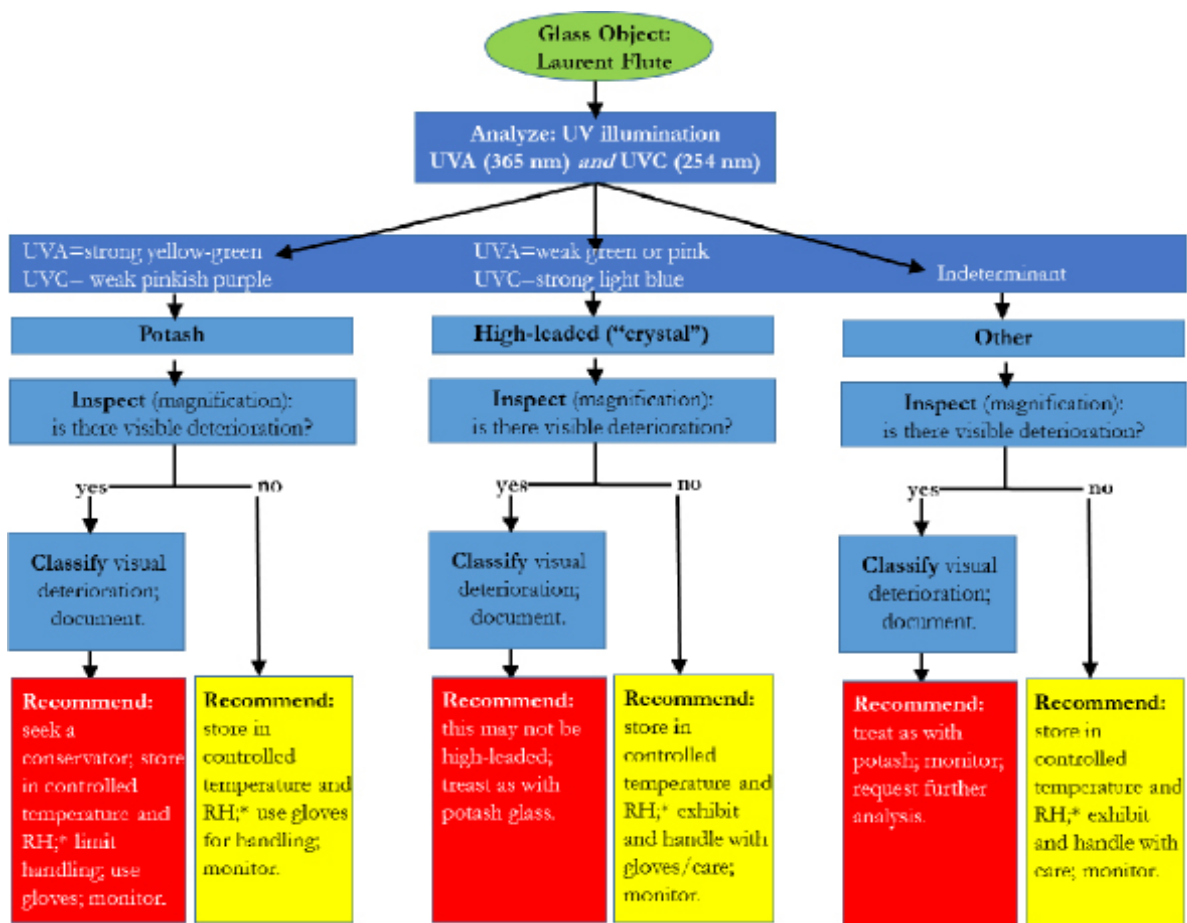 Glass Object:
Laurent Flute
Analyze: UV illumination
UVA (365 nm) and UVC (254 nm)
UVA=strong yellow-green
UVC= weak pinkish purple
UVA=weak green or pink
UVC=strong light blue
Indeterminant
Potash
Inspect (magnification):
is there visible deterioration?
yes
no
Classify visual
deterioration;
document.
Recommend:
seek a
conservator; store
in controlled
temperature and
RH;* limit
handling; use
gloves; monitor.
Recommend:
store in
controlled
temperature and
RH;* use gloves
for handling;
monitor.
High-leaded (“crystal”)
Inspect (magnification):
is there visible deterioration?
yes
no
Classify visual
deterioration;
document.
Recommend:
this may not be
high-leaded;
treast as with
potash glass.
Recommend:
store in
controlled
temperature and
RH;* exhibit
and handle with
gloves/care;
monitor.
Other
Inspect (magnification):
is there visible deterioration?
yes
no
Classify visual
deterioration;
document.
Recommend:
treat as with
potash; monitor;
request further
analysis.
Recommend:
store in
controlled
temperature and
RH;* exhibit
and handle with
care; monitor.